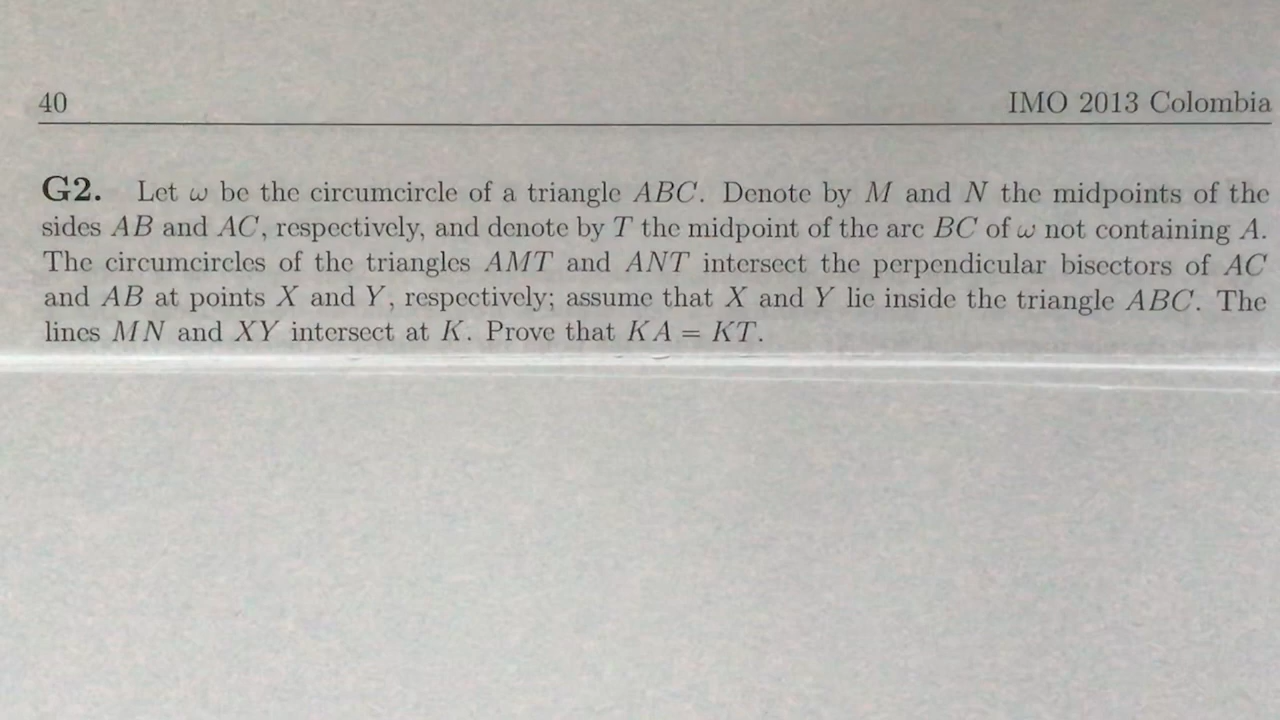 40
IMO 2013 Colombia
G2. Let ω be the circumcircle of a triangle ABC. Denote by M and N the midpoints of the
sides AB and AC, respectively, and denote by T the midpoint of the arc BC of ω not containing A.
The circumcircles of the triangles AMT and ANT intersect the perpendicular bisectors of AC
and AB at points X and Y, respectively; assume that X and Y lie inside the triangle ABC. The
lines MN and XY intersect at K. Prove that KA = KT.